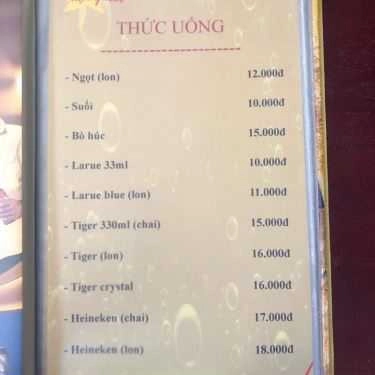 THỨC UỐNG
- Ngọt (lon) 12.000đ
- Suối 10.000đ
- Bò húc 15.000đ
- Larue 33ml 10.000đ
- Larue blue (lon) 11.000đ
- Tiger 330ml (chai) 15.000đ
- Tiger (lon) 16.000đ
- Tiger crystal 16.000đ
- Heineken (chai) 17.000đ
- Heineken (lon) 18.000đ